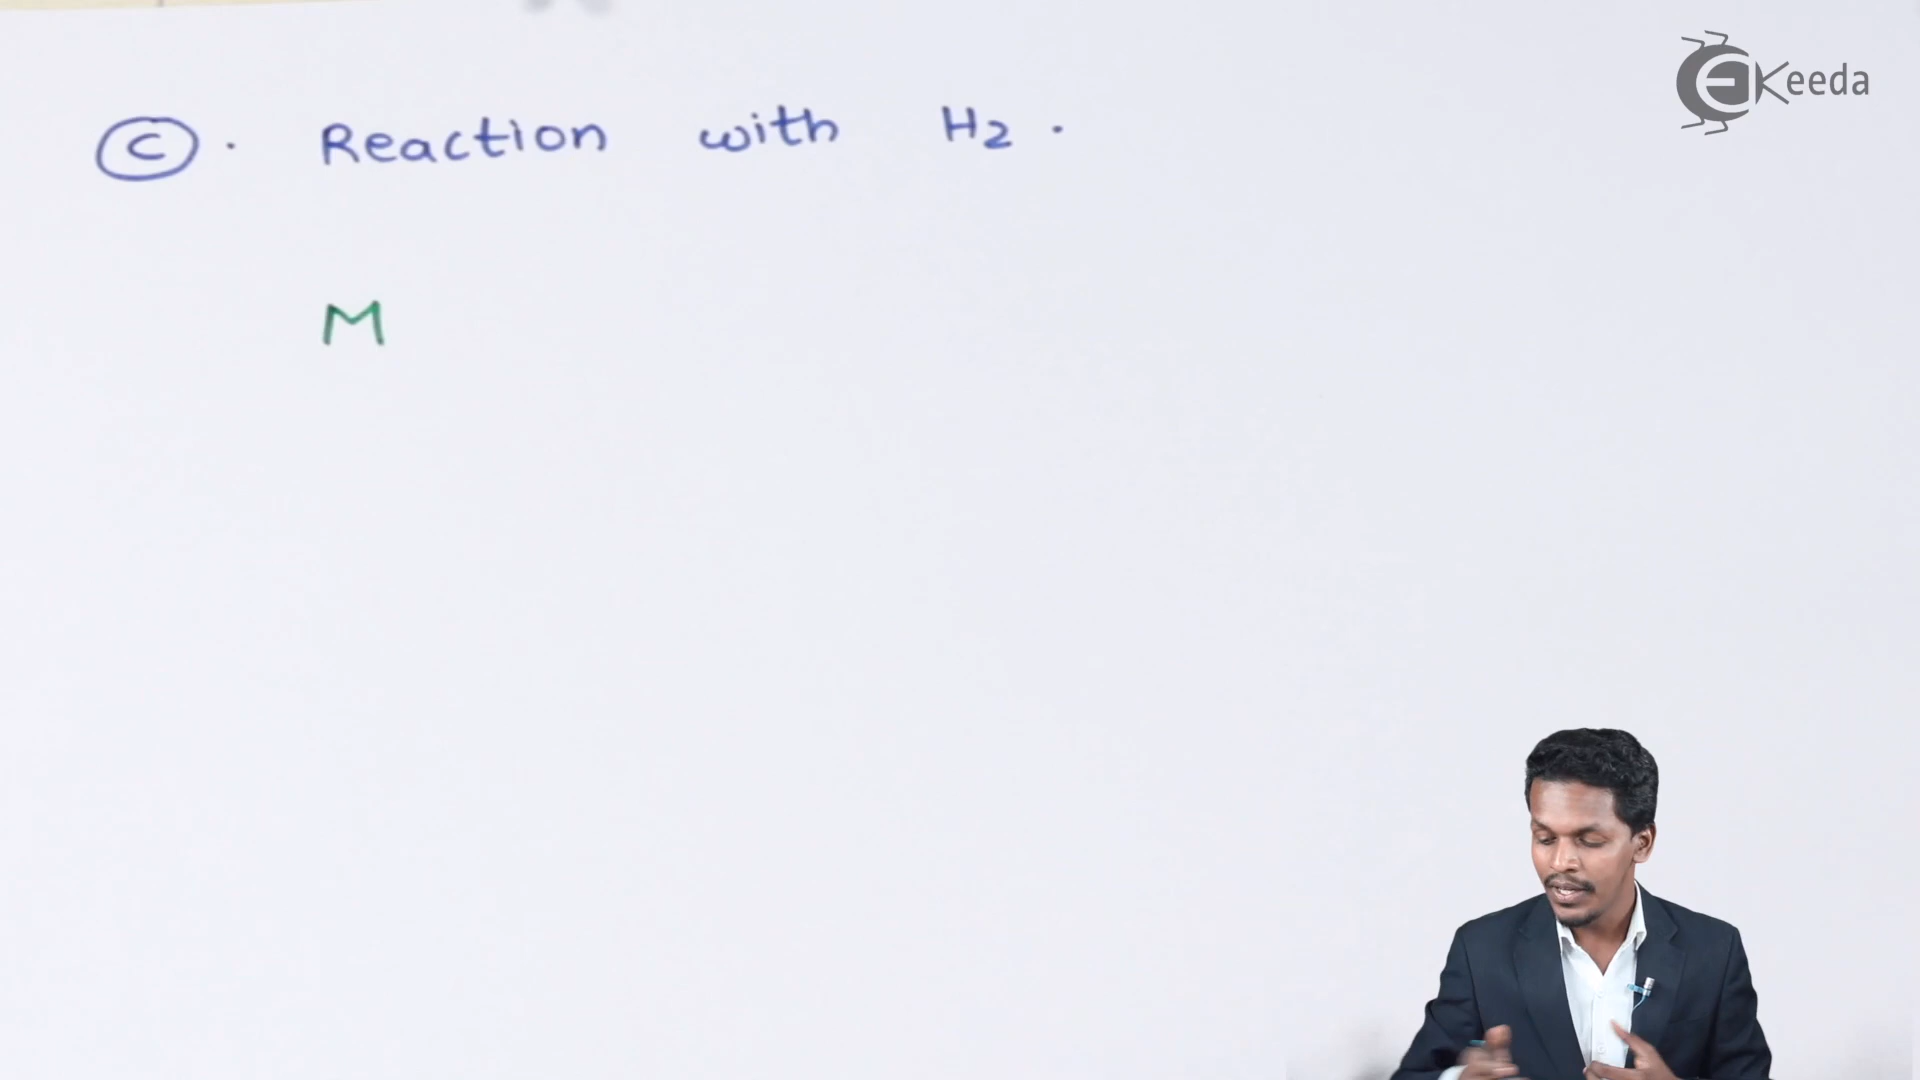 Ⓒ. Reaction with H₂.
M
EKeeda